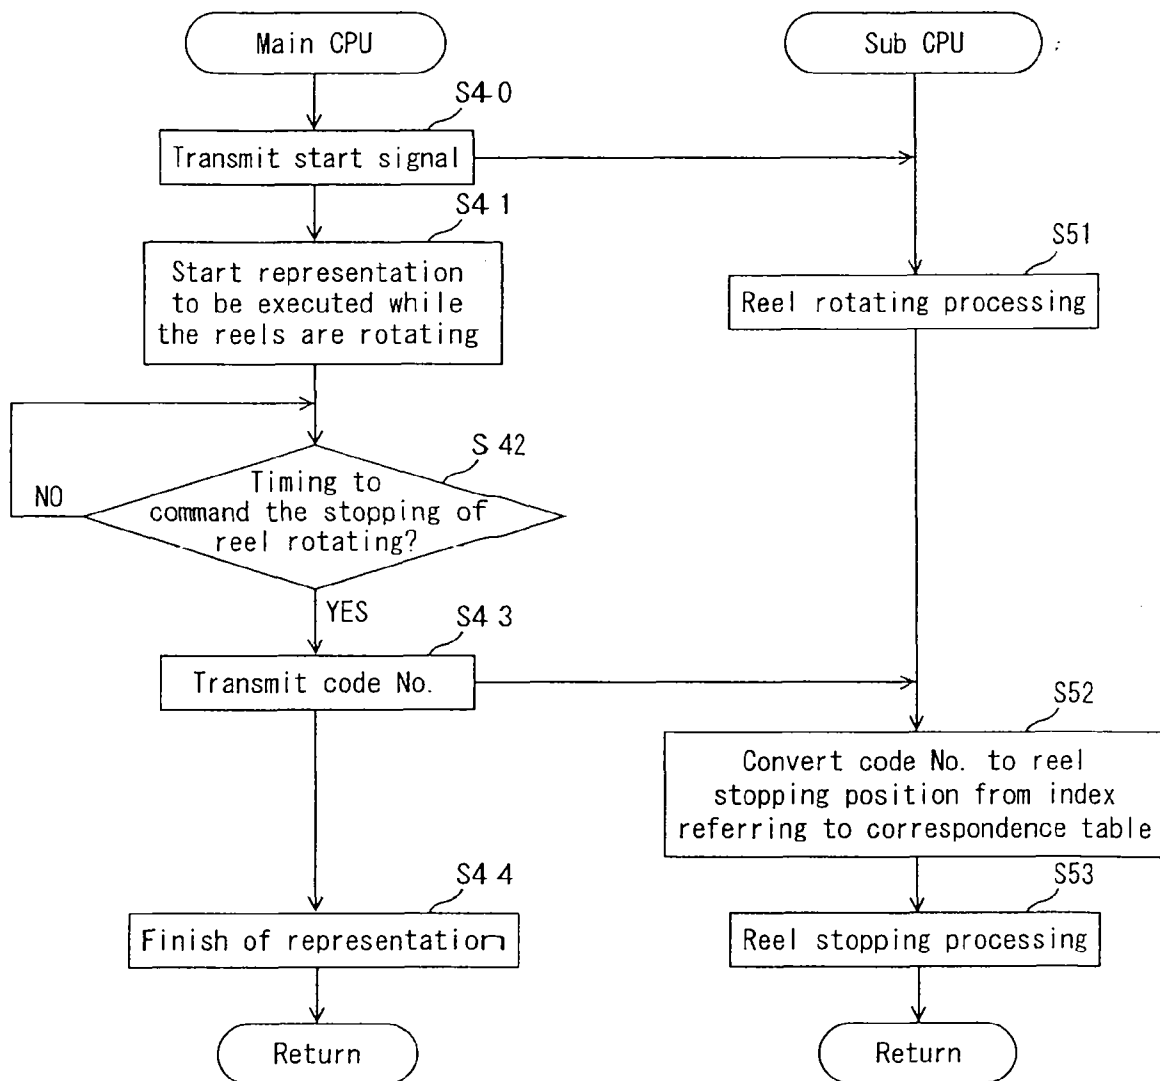 Main CPU
Sub CPU
S40
Transmit start signal
S41
Start representation
to be executed while
the reels are rotating
S51
Reel rotating processing
S42
Timing to
command the stopping of
reel rotating?
NO
YES
S43
Transmit code No.
S52
Convert code No. to reel
stopping position from index
referring to correspondence table
S44
Finish of representation
S53
Reel stopping processing
Return
Return